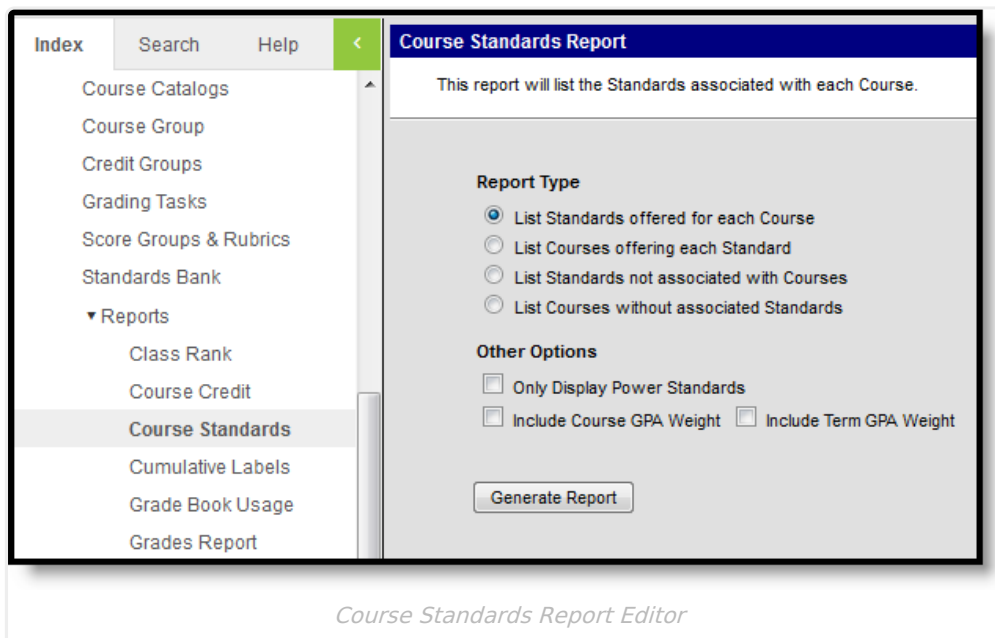 Index Search Help <
Course Catalogs
Course Group
Credit Groups
Grading Tasks
Score Groups & Rubrics
Standards Bank
▼ Reports
Class Rank
Course Credit
Course Standards
Cumulative Labels
Grade Book Usage
Grades Report
Course Standards Report
This report will list the Standards associated with each Course.
Report Type
List Standards offered for each Course
List Courses offering each Standard
List Standards not associated with Courses
List Courses without associated Standards
Other Options
Only Display Power Standards
Include Course GPA Weight Include Term GPA Weight
Generate Report
Course Standards Report Editor